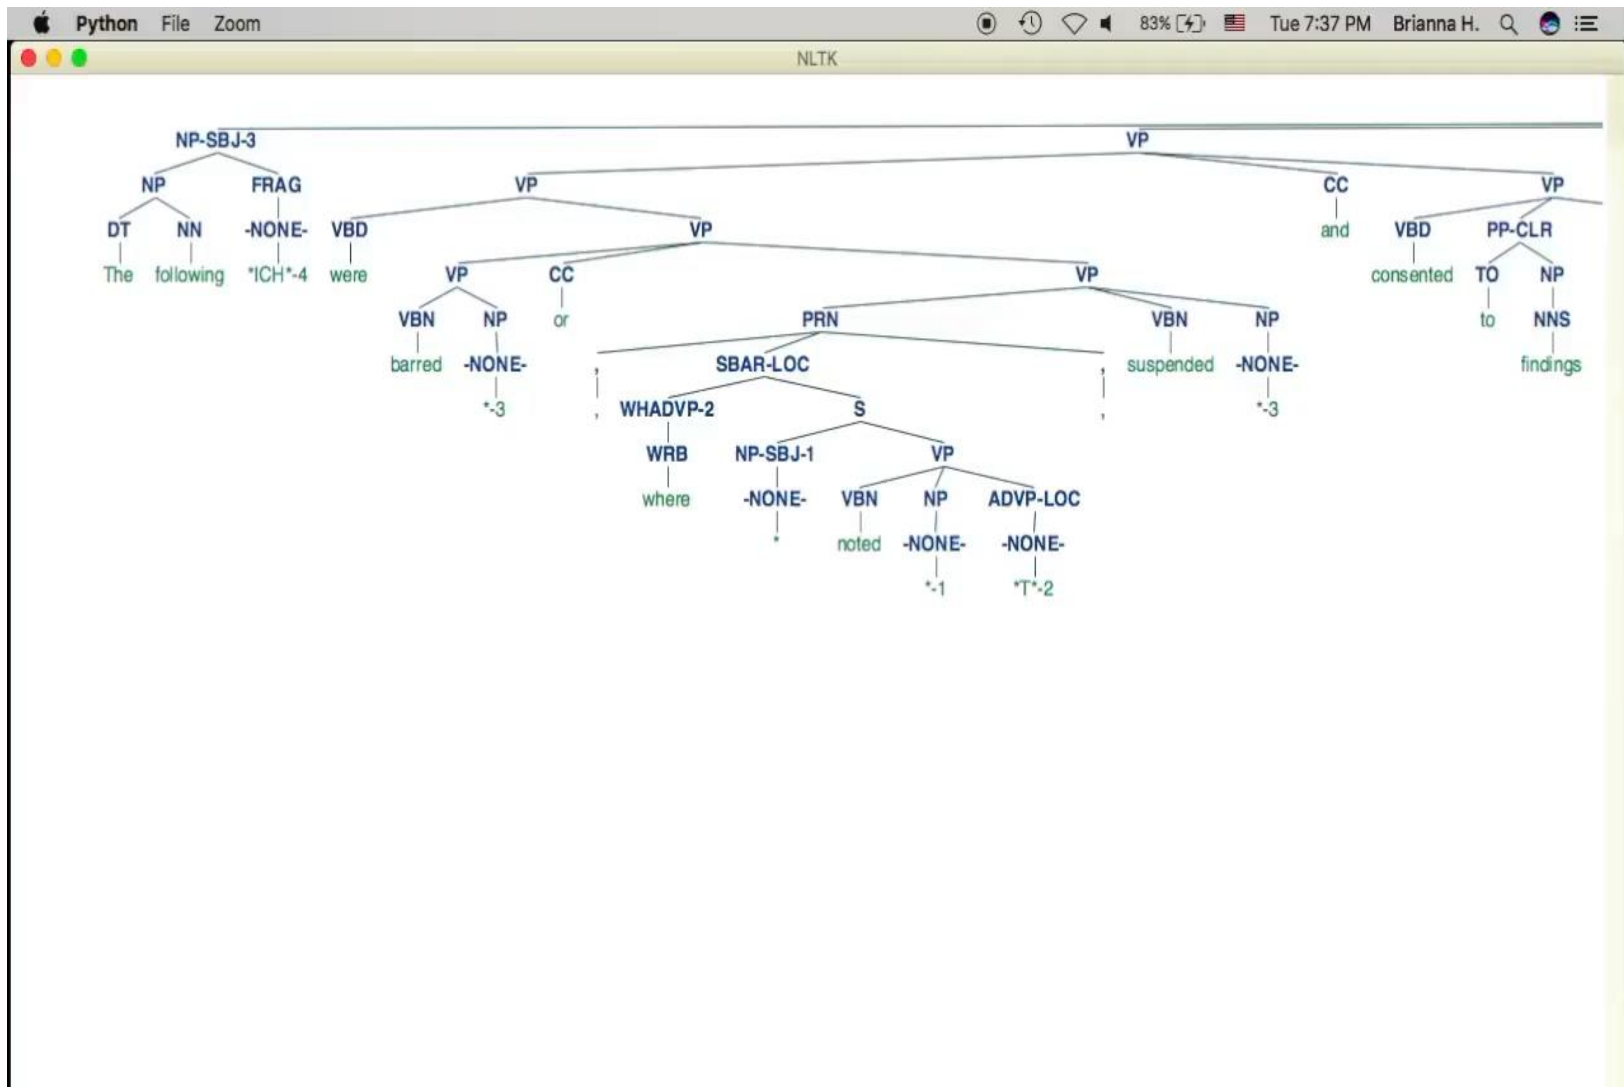 Python File Zoom 83% Tue 7:37 PM Brianna H.
NLTK
NP-SBJ-3 VP
NP FRAG VP CC VP
DT NN -NONE- VBD VP and VBD PP-CLR
The following *ICH*-4 were VP CC VP consented TO NP
VBN NP or PRN VBN NP to NNS
barred -NONE- , SBAR-LOC , suspended -NONE- findings
*-3 , WHADVP-2 S , *-3
WRB NP-SBJ-1 VP
where -NONE- VBN NP ADVP-LOC
* noted -NONE- -NONE-
*-1 *T*-2